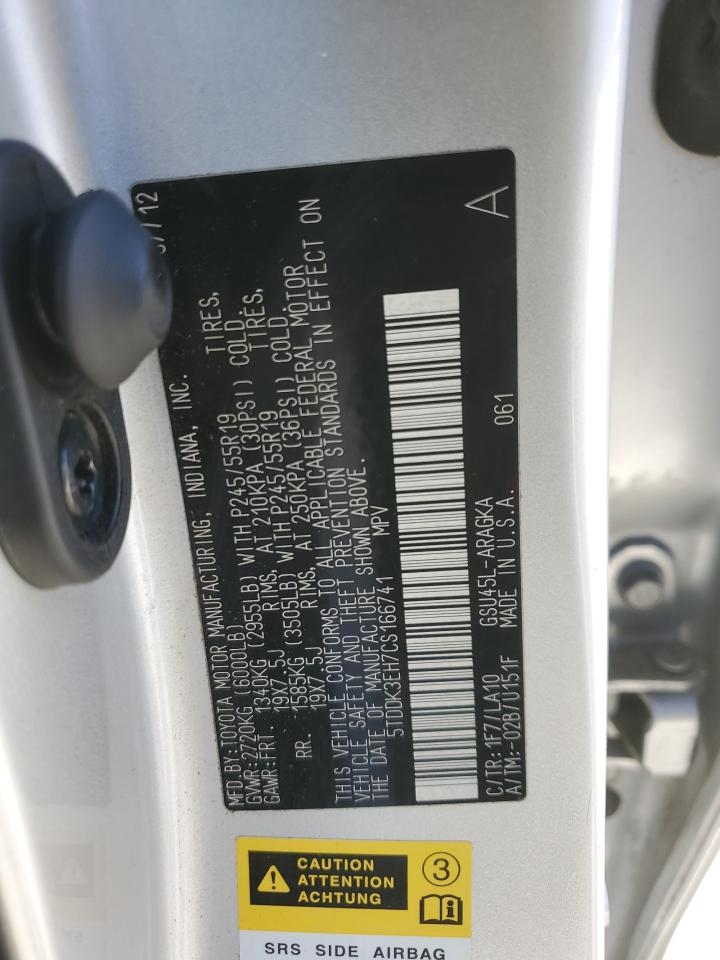 MFD.BY:TOYOTA MOTOR MANUFACTURING, INDIANA, INC. /12
GVWR:2720KG (6000LB)
GAWR:FRT. 1340KG (2955LB) WITH P245/55R19 TIRES,
19X7.5J RIMS, AT 210KPA (30PSI) COLD.
RR. 1585KG (3505LB) WITH P245/55R19 TIRES,
19X7.5J RIMS, AT 250KPA (36PSI) COLD.
THIS VEHICLE CONFORMS TO ALL APPLICABLE FEDERAL MOTOR
VEHICLE SAFETY AND THEFT PREVENTION STANDARDS IN EFFECT ON
THE DATE OF MANUFACTURE SHOWN ABOVE.
5TDDK3EH7CS166741 MPV
A
C/TR:1F7/LA10 GSU45L-ARAGKA 061
A/TM:-02B/U151F MADE IN U.S.A.
CAUTION
ATTENTION
ACHTUNG
3
i
SRS SIDE AIRBAG